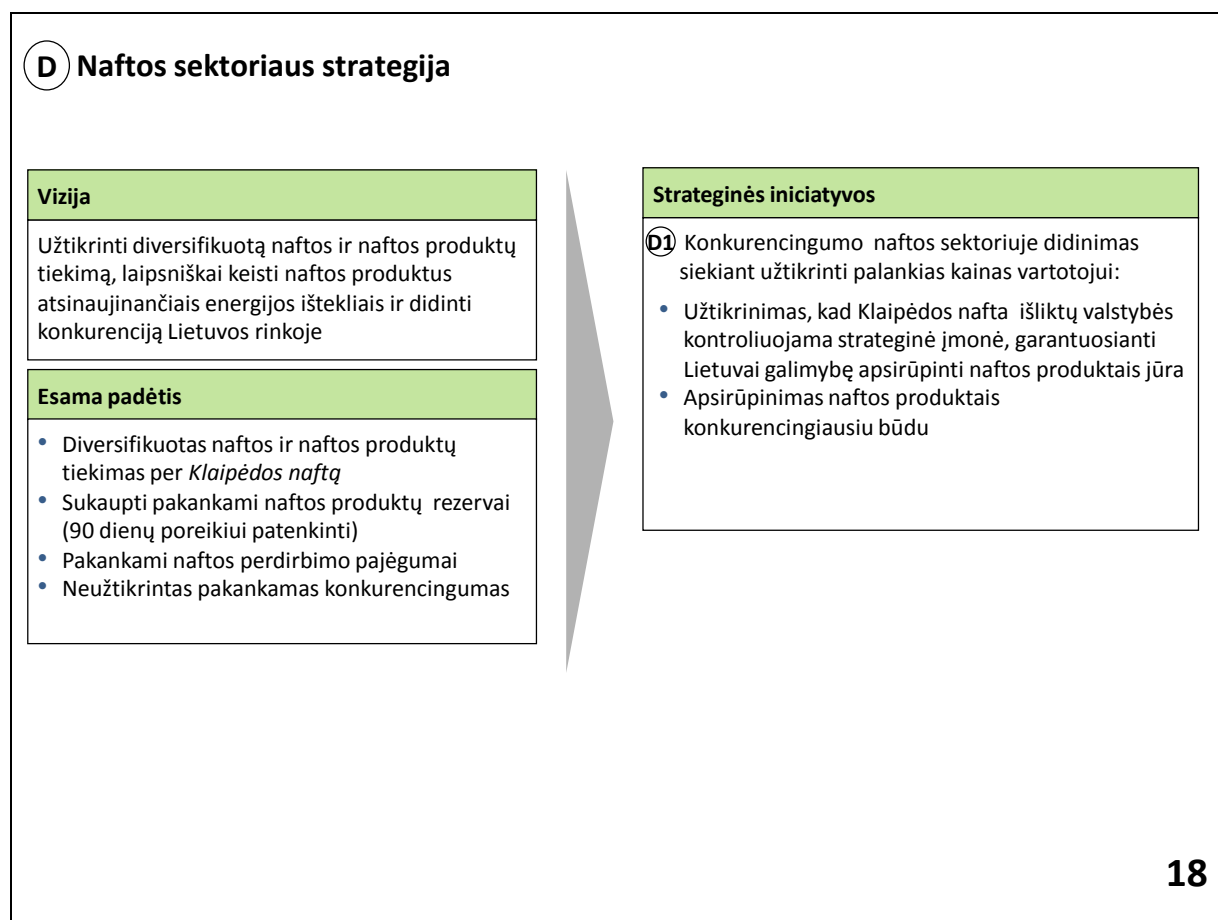 D Naftos sektoriaus strategija
Vizija
Užtikrinti diversifikuotą naftos ir naftos produktų
tiekimą, laipsniškai keisti naftos produktus
atsinaujinančiais energijos ištekliais ir didinti
konkurenciją Lietuvos rinkoje
Esama padėtis
• Diversifikuotas naftos ir naftos produktų
tiekimas per Klaipėdos naftą
• Sukaupti pakankami naftos produktų rezervai
(90 dienų poreikiui patenkinti)
• Pakankami naftos perdirbimo pajėgumai
• Neužtikrintas pakankamas konkurencingumas
Strateginės iniciatyvos
D1 Konkurencingumo naftos sektoriuje didinimas
siekiant užtikrinti palankias kainas vartotojui:
• Užtikrinimas, kad Klaipėdos nafta išliktų valstybės
kontroliuojama strateginė įmonė, garantuosianti
Lietuvai galimybę apsirūpinti naftos produktais jūra
• Apsirūpinimas naftos produktais
konkurencingiausiu būdu
18